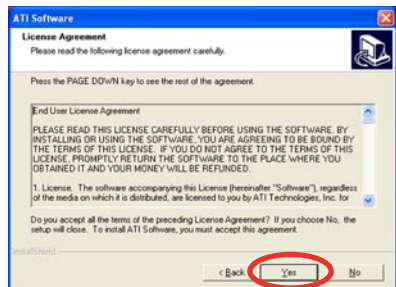 ATI Software
License Agreement
Please read the following license agreement carefully.
Press the PAGE DOWN key to see the rest of the agreement.
End User License Agreement
PLEASE READ THIS LICENSE CAREFULLY BEFORE USING THE SOFTWARE. BY
INSTALLING OR USING THE SOFTWARE, YOU ARE AGREEING TO BE BOUND BY
THE TERMS OF THIS LICENSE. IF YOU DO NOT AGREE TO THE TERMS OF THIS
LICENSE, PROMPTLY RETURN THE SOFTWARE TO THE PLACE WHERE YOU
OBTAINED IT AND YOUR MONEY WILL BE REFUNDED.
1. License. The software accompanying this License (hereinafter "Software"), regardless
of the media on which it is distributed, are licensed to you by ATI Technologies, Inc. for
Do you accept all the terms of the preceding License Agreement? If you choose No, the
setup will close. To install ATI Software, you must accept this agreement.
InstallShield
< Back Yes No